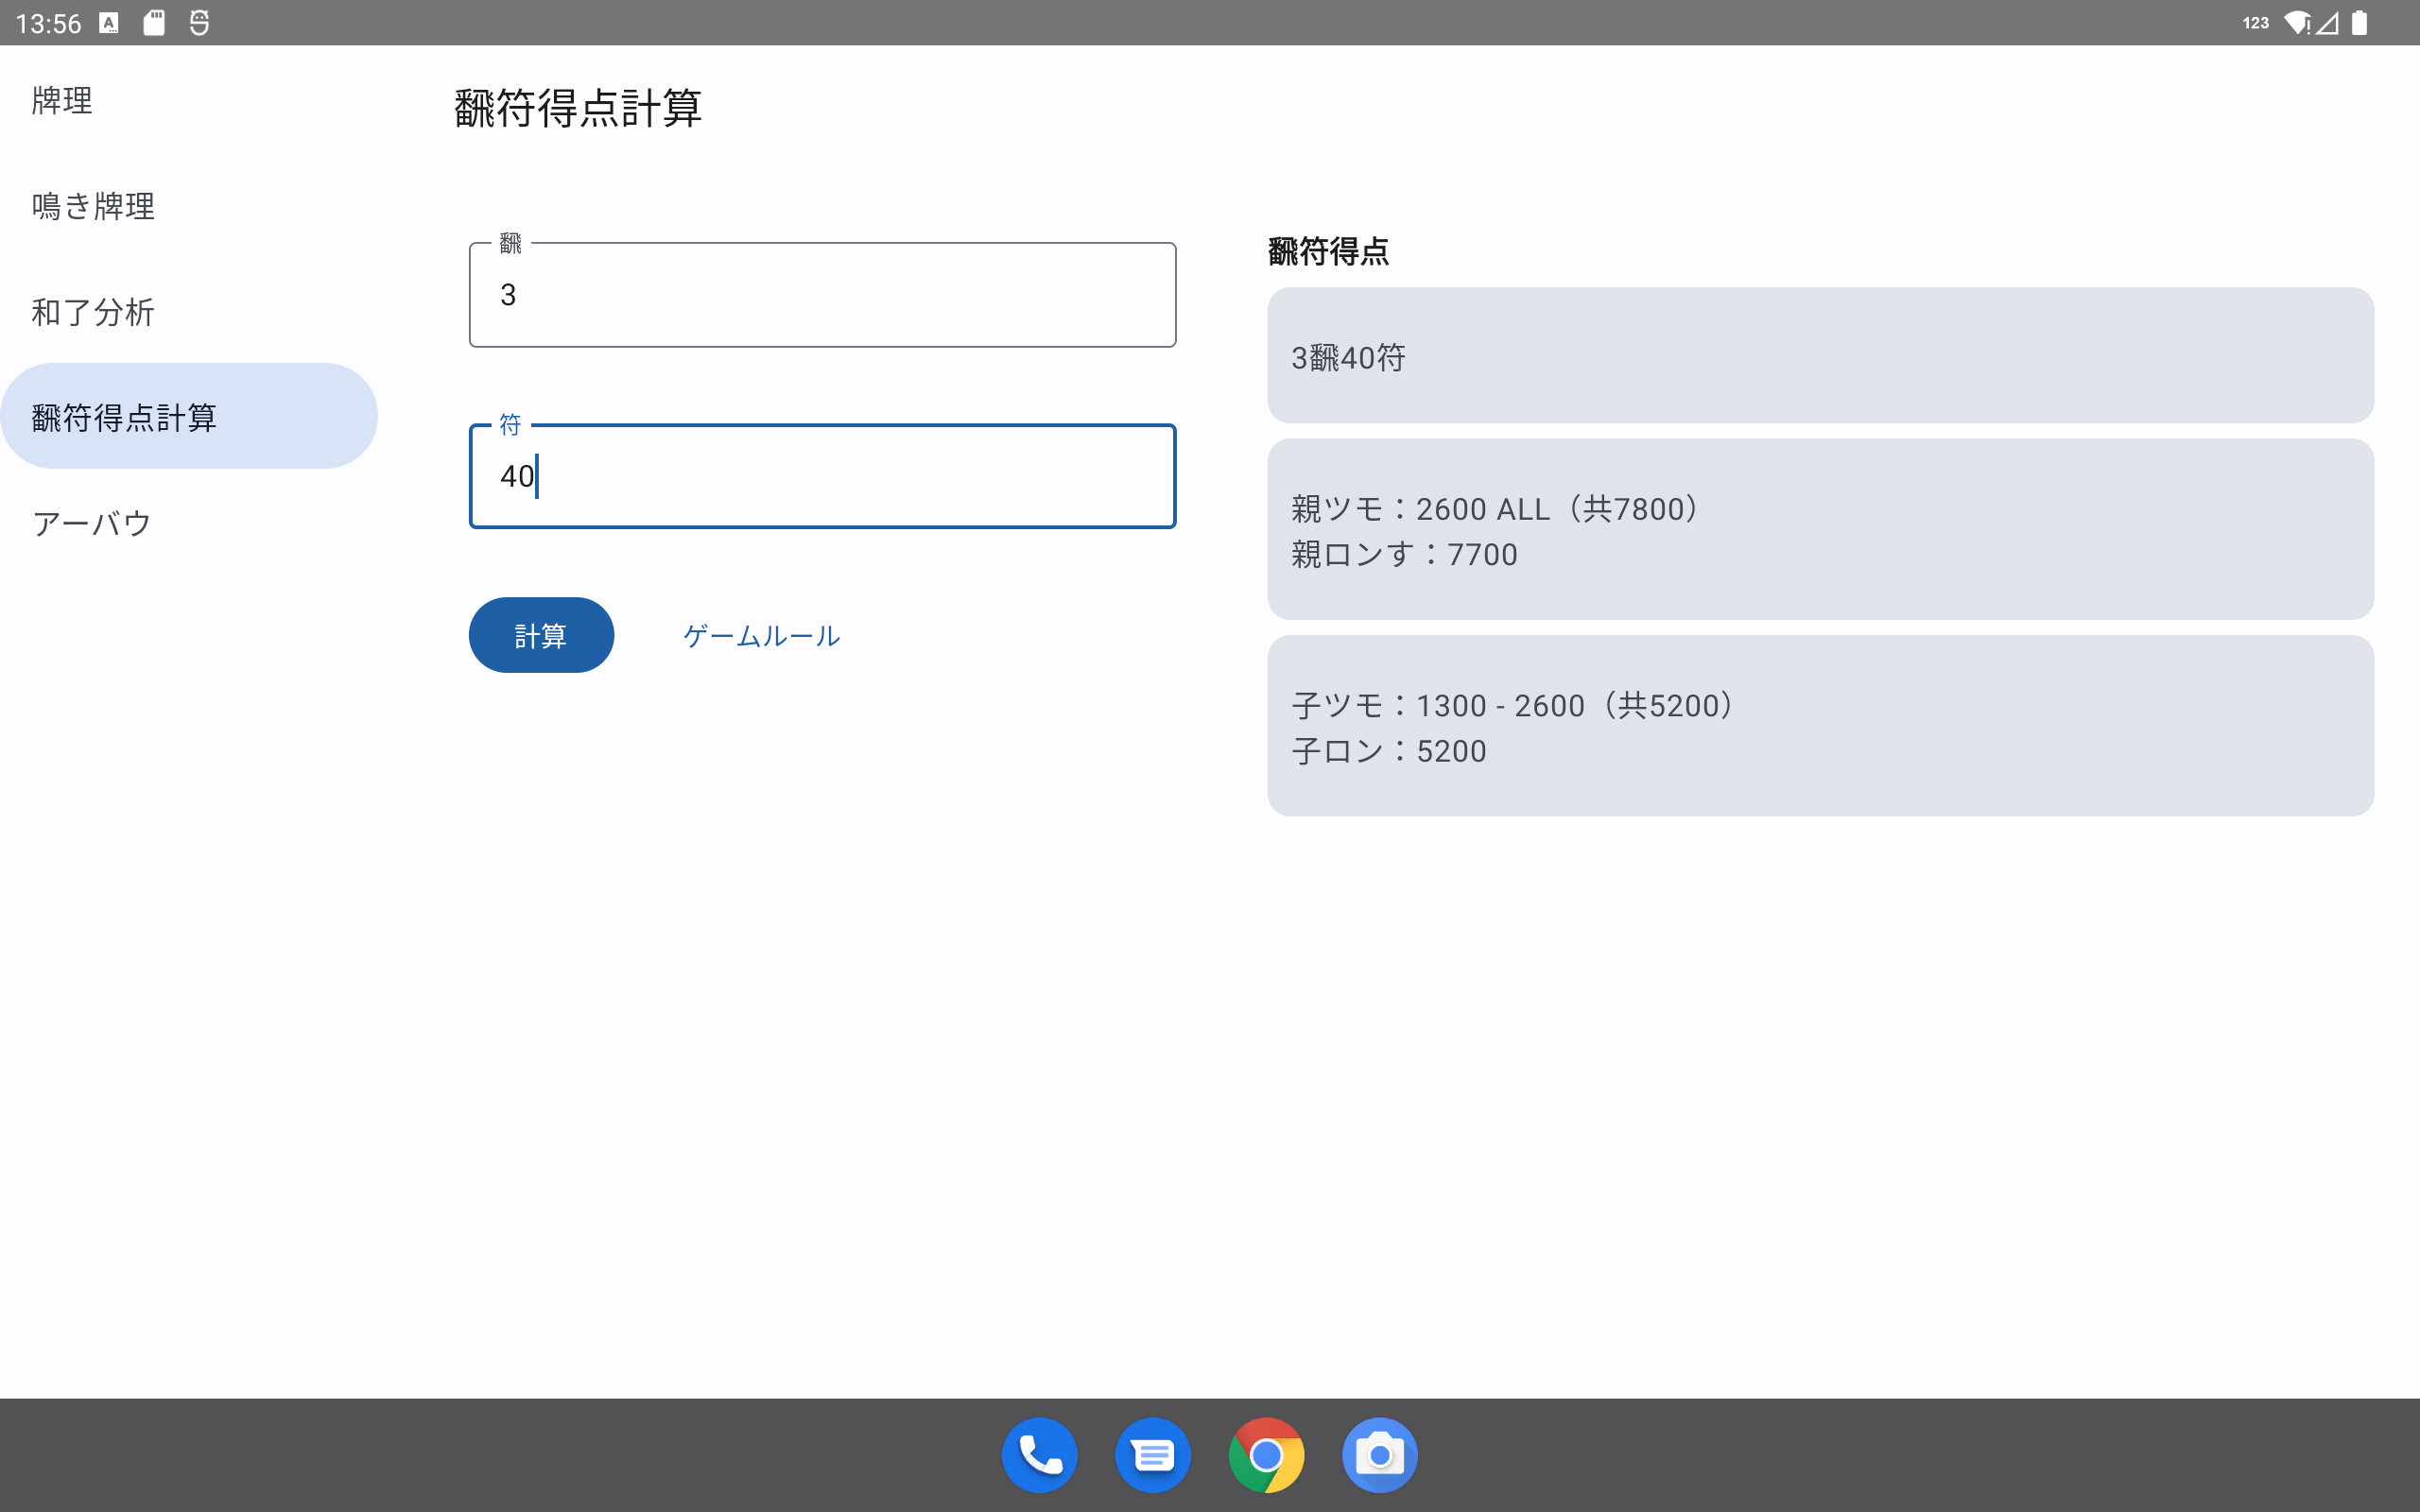 13:56
123
牌理
鳴き牌理
和了分析
飜符得点計算
アーバウ
飜符得点計算
飜
3
符
40
計算
ゲームルール
飜符得点
3飜40符
親ツモ：2600 ALL（共7800）
親ロンす：7700
子ツモ：1300 - 2600（共5200）
子ロン：5200